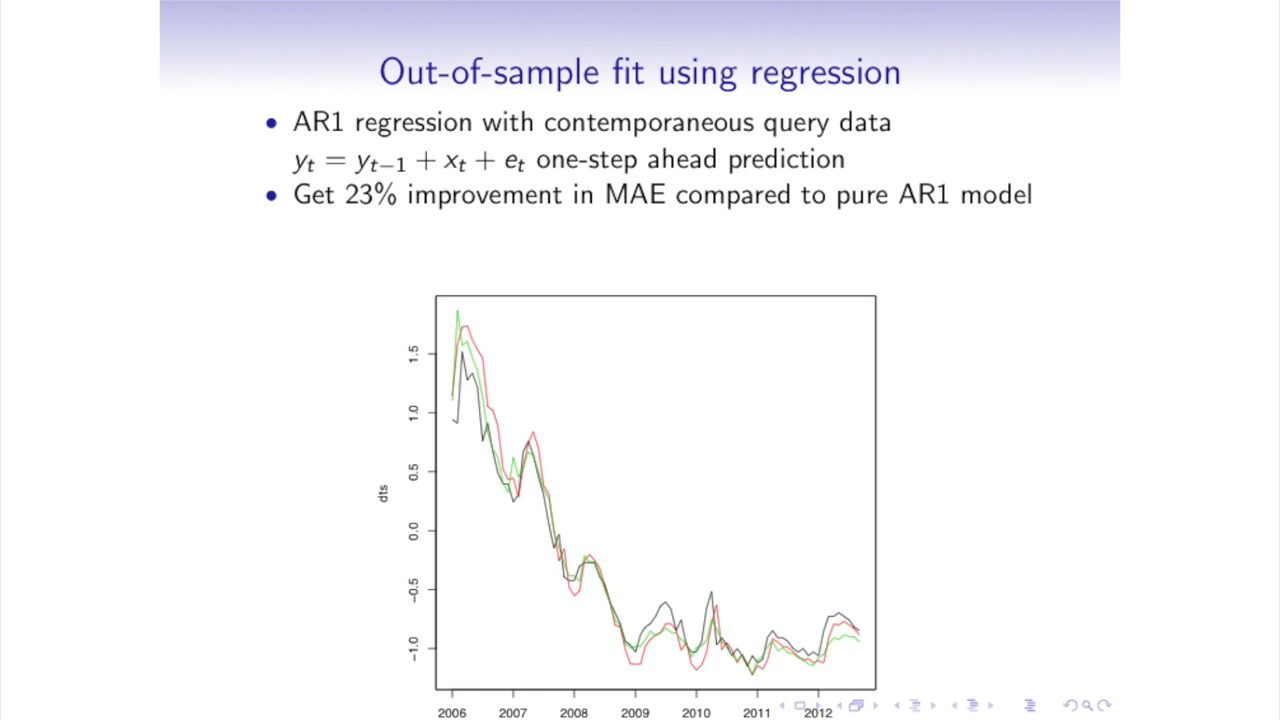 Out-of-sample fit using regression
• AR1 regression with contemporaneous query data
yₜ = yₜ₋₁ + xₜ + eₜ one-step ahead prediction
• Get 23% improvement in MAE compared to pure AR1 model
1.5
1.0
0.5
0.0
−0.5
−1.0
dts
2006 2007 2008 2009 2010 2011 2012